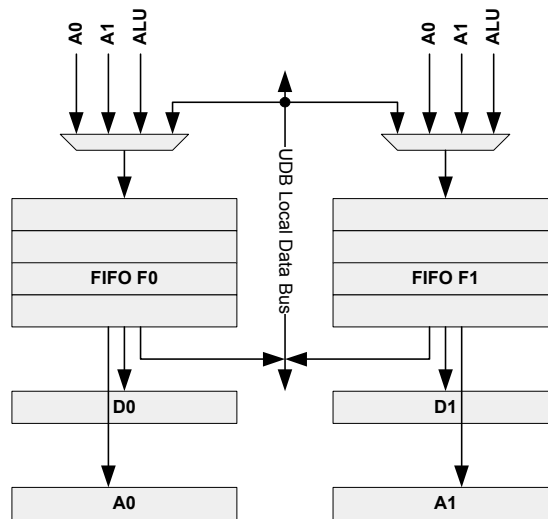 A0
A1
ALU
A0
A1
ALU
UDB Local Data Bus
FIFO F0
FIFO F1
D0
D1
A0
A1